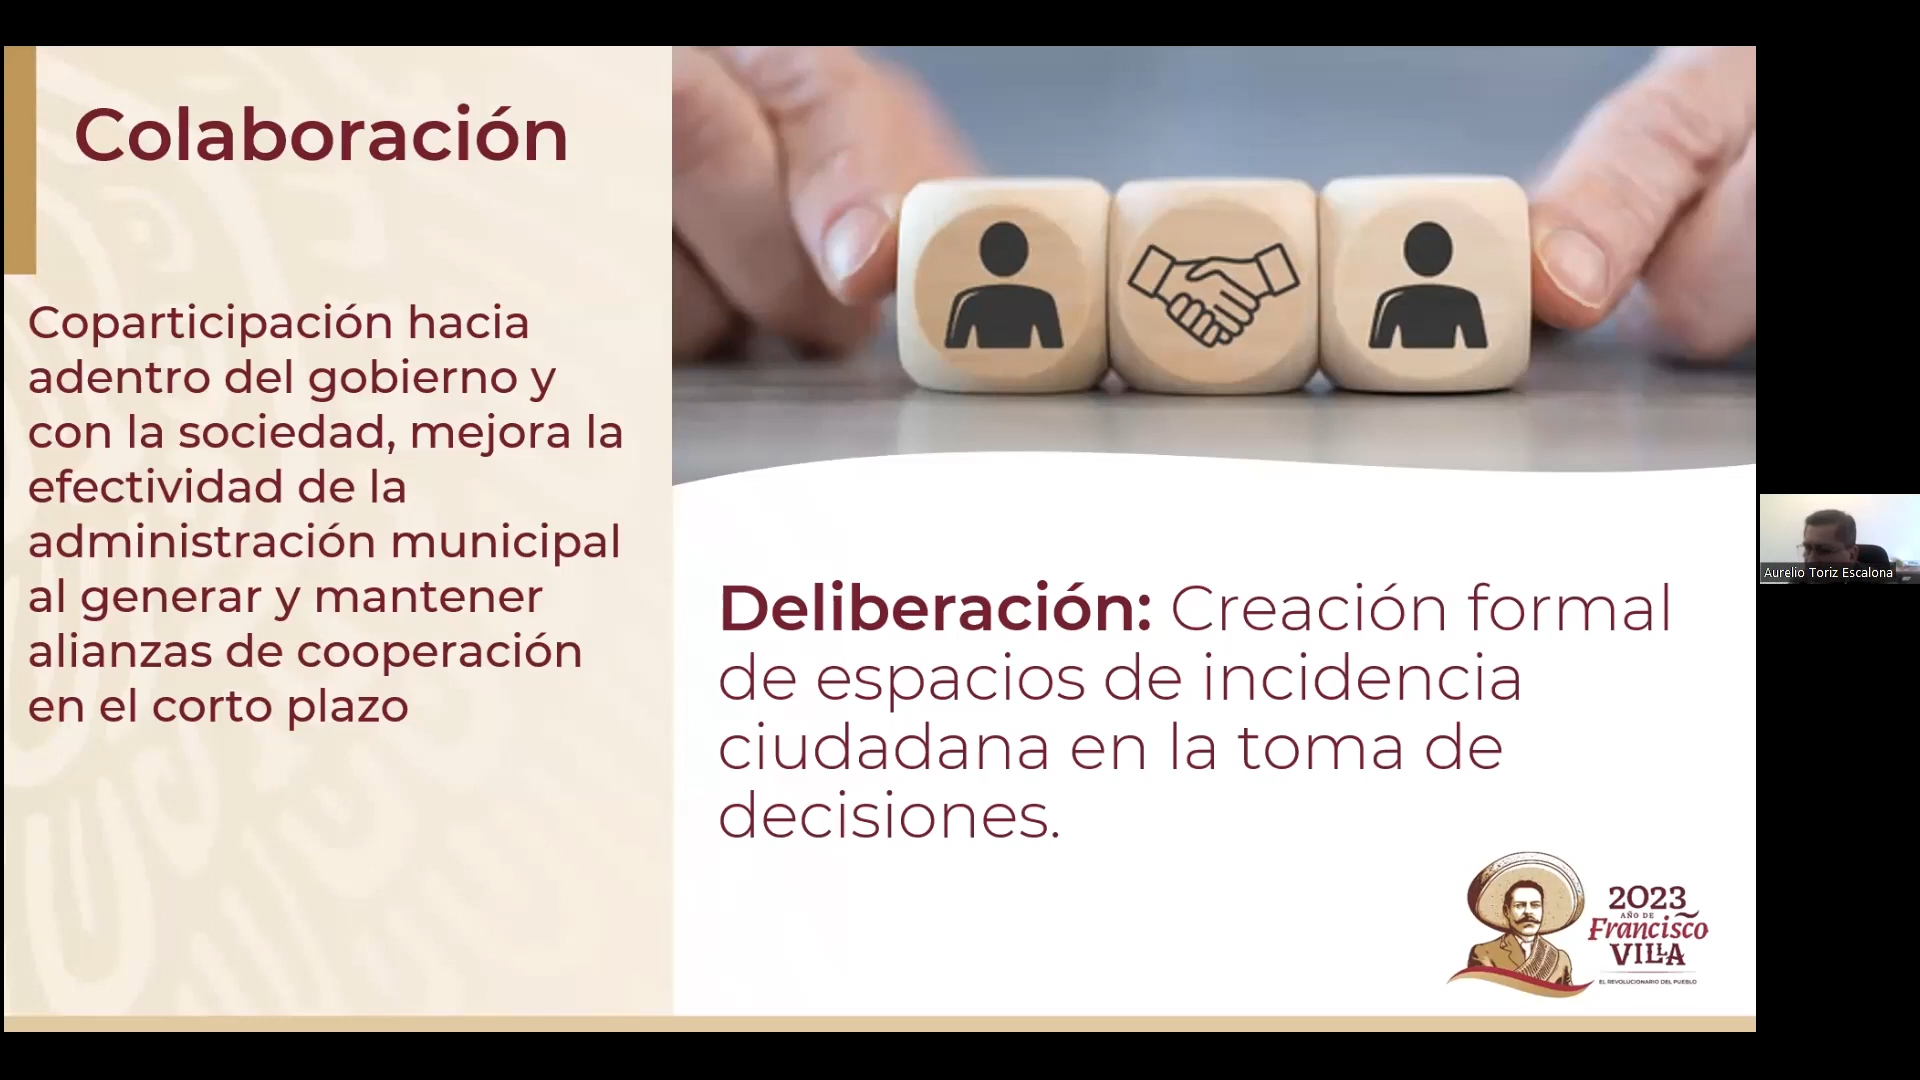 Colaboración
Coparticipación hacia
adentro del gobierno y
con la sociedad, mejora la
efectividad de la
administración municipal
al generar y mantener
alianzas de cooperación
en el corto plazo
Deliberación: Creación formal
de espacios de incidencia
ciudadana en la toma de
decisiones.
2023
AÑO DE
Francisco
VILLA
EL REVOLUCIONARIO DEL PUEBLO
Aurelio Toriz Escalona